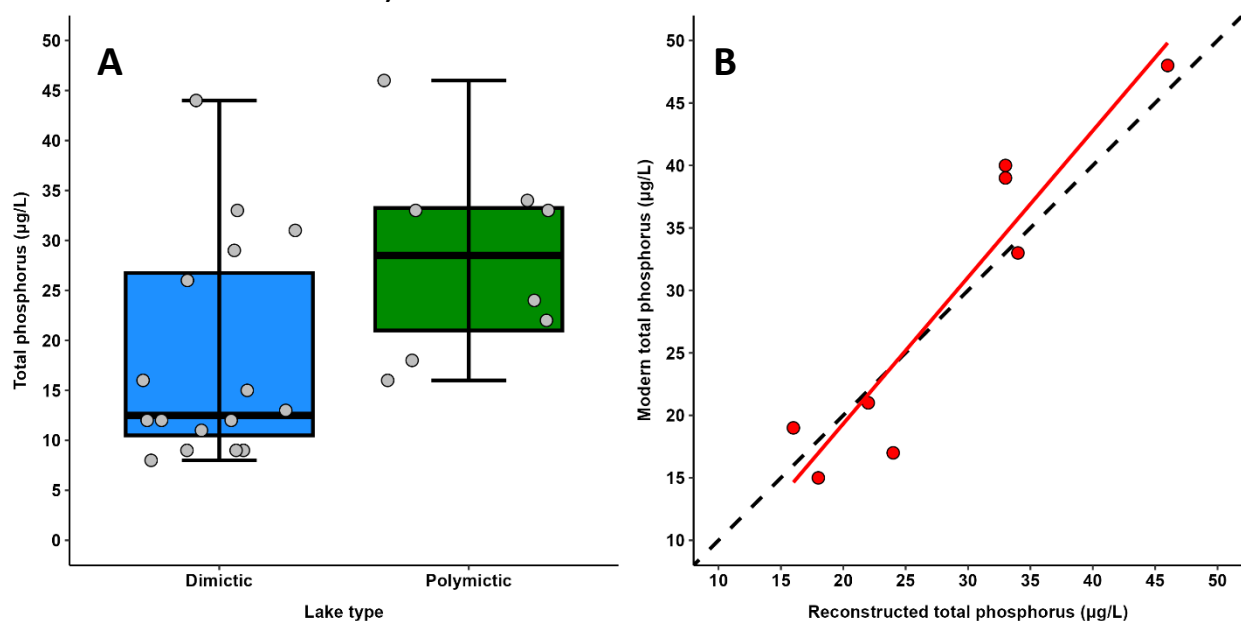 A
50
45
40
35
30
25
20
15
10
5
0
Total phosphorus (µg/L)
Dimictic
Polymictic
Lake type
B
50
45
40
35
30
25
20
15
10
Modern total phosphorus (µg/L)
10 15 20 25 30 35 40 45 50
Reconstructed total phosphorus (µg/L)